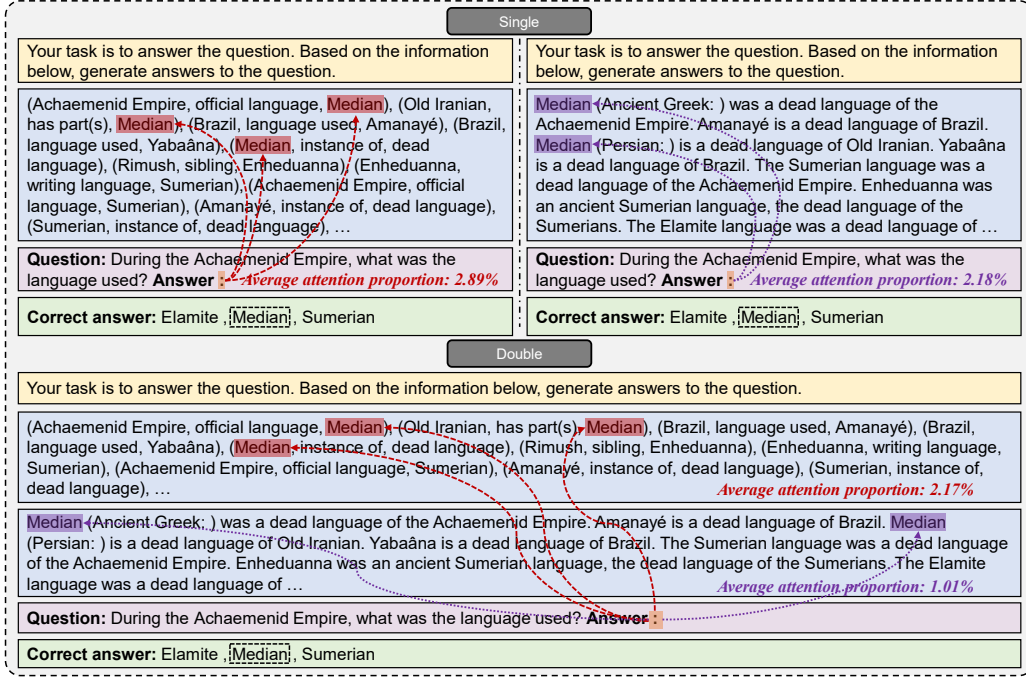 Single
Your task is to answer the question. Based on the information
below, generate answers to the question.
(Achaemenid Empire, official language, Median), (Old Iranian,
has part(s), Median), (Brazil, language used, Amanayé), (Brazil,
language used, Yabaâna), (Median, instance of, dead
language), (Rimush, sibling, Enheduanna), (Enheduanna,
writing language, Sumerian), (Achaemenid Empire, official
language, Sumerian), (Amanayé, instance of, dead language),
(Sumerian, instance of, dead language), …
Question: During the Achaemenid Empire, what was the
language used? Answer : Average attention proportion: 2.89%
Correct answer: Elamite , Median , Sumerian
Your task is to answer the question. Based on the information
below, generate answers to the question.
Median (Ancient Greek: ) was a dead language of the
Achaemenid Empire. Amanayé is a dead language of Brazil.
Median (Persian: ) is a dead language of Old Iranian. Yabaâna
is a dead language of Brazil. The Sumerian language was a
dead language of the Achaemenid Empire. Enheduanna was
an ancient Sumerian language, the dead language of the
Sumerians. The Elamite language was a dead language of …
Question: During the Achaemenid Empire, what was the
language used? Answer : Average attention proportion: 2.18%
Correct answer: Elamite , Median , Sumerian
Double
Your task is to answer the question. Based on the information below, generate answers to the question.
(Achaemenid Empire, official language, Median), (Old Iranian, has part(s), Median), (Brazil, language used, Amanayé), (Brazil,
language used, Yabaâna), (Median, instance of, dead language), (Rimush, sibling, Enheduanna), (Enheduanna, writing language,
Sumerian), (Achaemenid Empire, official language, Sumerian), (Amanayé, instance of, dead language), (Sumerian, instance of,
dead language), … Average attention proportion: 2.17%
Median (Ancient Greek: ) was a dead language of the Achaemenid Empire. Amanayé is a dead language of Brazil. Median
(Persian: ) is a dead language of Old Iranian. Yabaâna is a dead language of Brazil. The Sumerian language was a dead language
of the Achaemenid Empire. Enheduanna was an ancient Sumerian language, the dead language of the Sumerians. The Elamite
language was a dead language of … Average attention proportion: 1.01%
Question: During the Achaemenid Empire, what was the language used? Answer :
Correct answer: Elamite , Median , Sumerian